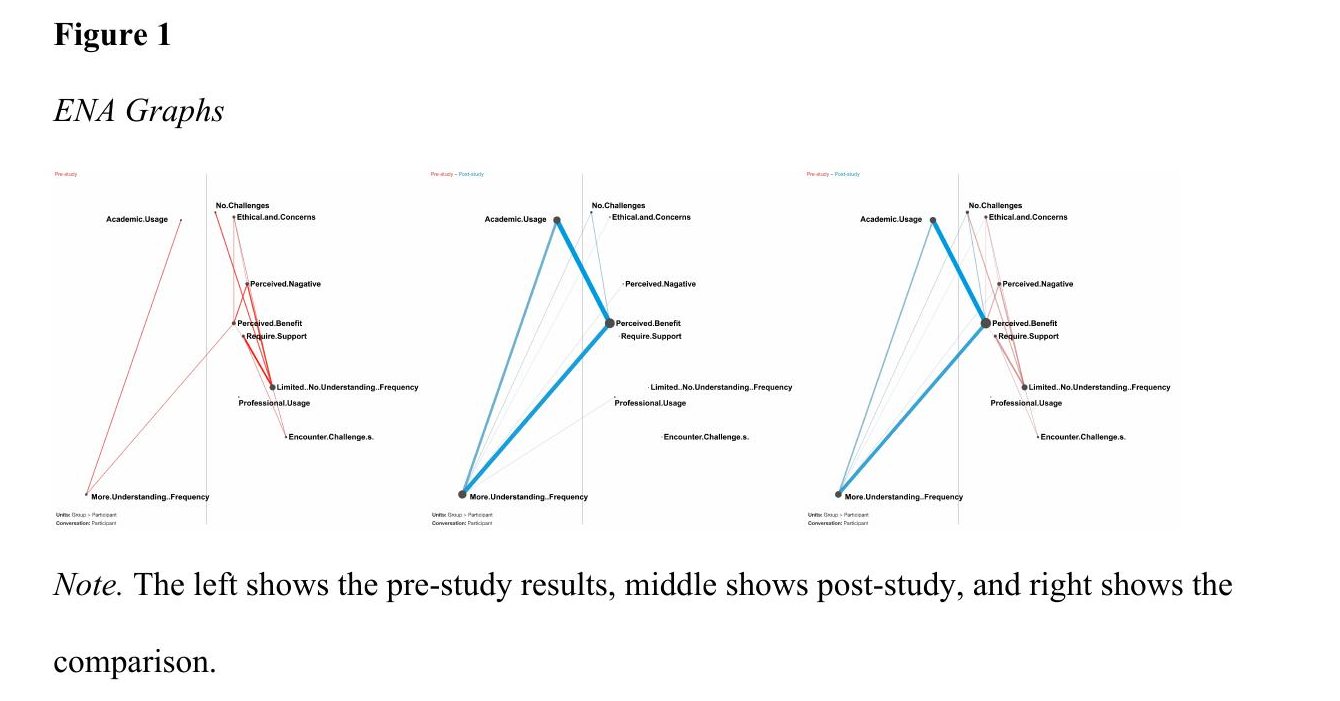 Figure 1
ENA Graphs
Pre-study
No.Challenges
Academic.Usage
Ethical.and.Concerns
Perceived.Nagative
Perceived.Benefit
Require.Support
Limited..No.Understanding..Frequency
Professional.Usage
Encounter.Challenge.s.
More.Understanding..Frequency
Units: Group > Participant
Conversation: Participant
Pre-study - Post-study
No.Challenges
Academic.Usage
Ethical.and.Concerns
Perceived.Nagative
Perceived.Benefit
Require.Support
Limited..No.Understanding..Frequency
Professional.Usage
Encounter.Challenge.s.
More.Understanding..Frequency
Units: Group > Participant
Conversation: Participant
Pre-study - Post-study
No.Challenges
Academic.Usage
Ethical.and.Concerns
Perceived.Nagative
Perceived.Benefit
Require.Support
Limited..No.Understanding..Frequency
Professional.Usage
Encounter.Challenge.s.
More.Understanding..Frequency
Units: Group > Participant
Conversation: Participant
Note. The left shows the pre-study results, middle shows post-study, and right shows the
comparison.